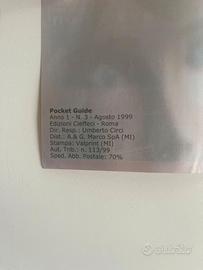 Pocket Guide
Anno 1 - N. 3 - Agosto 1999
Edizioni Cieffeci - Roma
Dir. Resp.: Umberto Circi
Dist.: A.& G. Marco SpA (MI)
Stampa: Valprint (MI)
Aut. Trib.: n. 113/99
Sped. Abb. Postale: 70%
subito